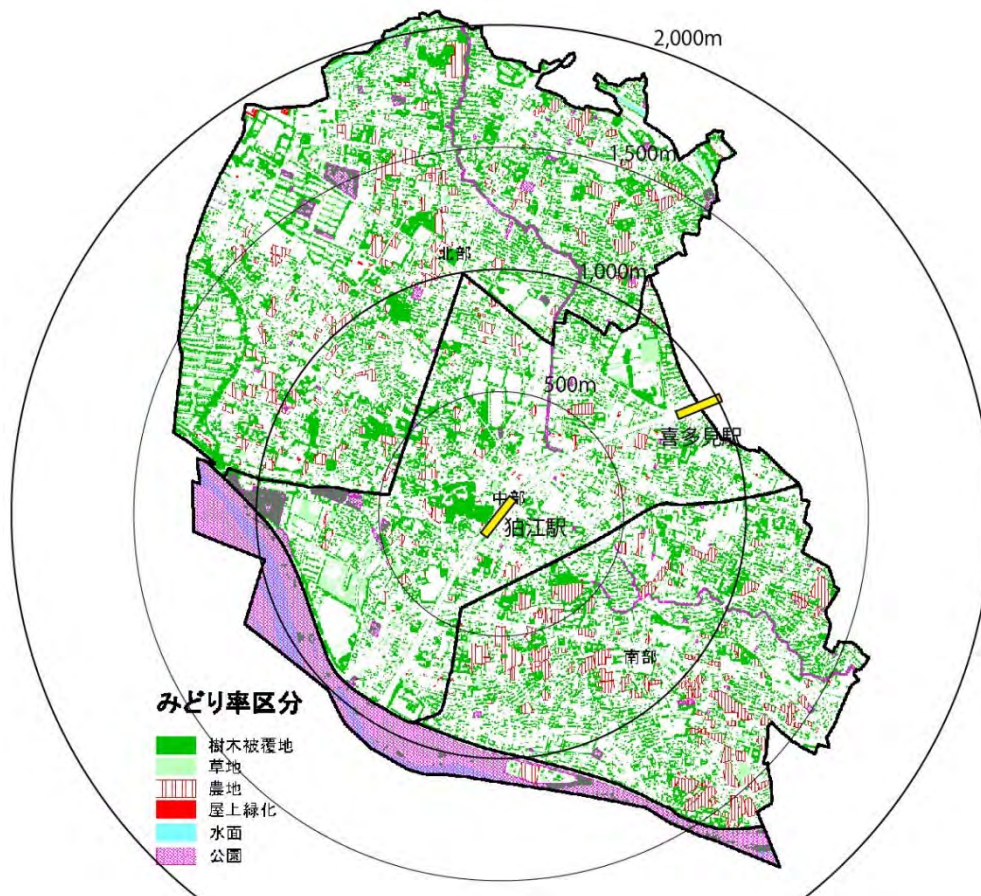 2,000m
1,500m
北部
1,000m
500m
喜多見駅
中部
狛江駅
南部
みどり率区分
樹木被覆地
草地
農地
屋上緑化
水面
公園